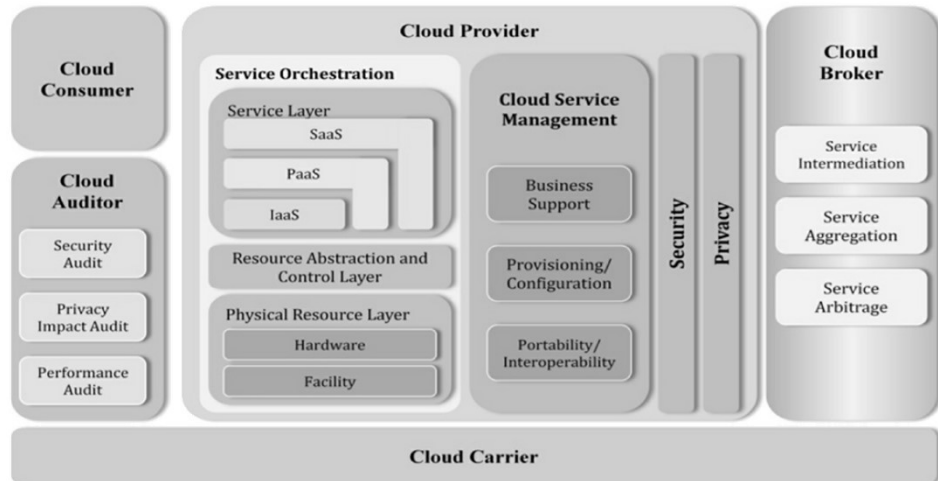 Cloud
Consumer
Cloud
Auditor
Security
Audit
Privacy
Impact Audit
Performance
Audit
Cloud Provider
Service Orchestration
Service Layer
SaaS
PaaS
IaaS
Resource Abstraction and
Control Layer
Physical Resource Layer
Hardware
Facility
Cloud Service
Management
Business
Support
Provisioning/
Configuration
Portability/
Interoperability
Security
Privacy
Cloud
Broker
Service
Intermediation
Service
Aggregation
Service
Arbitrage
Cloud Carrier